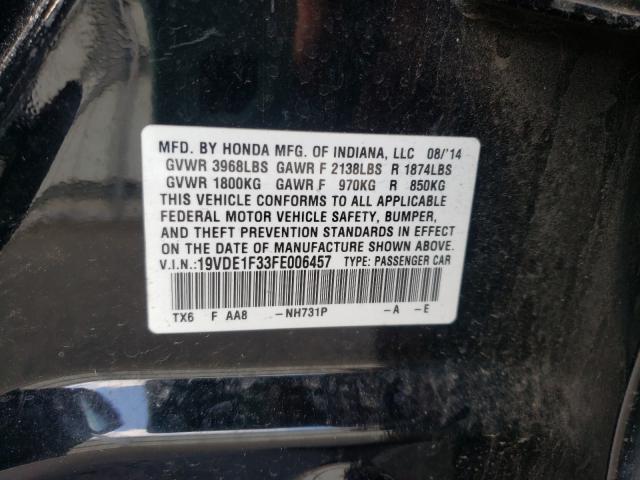 MFD. BY HONDA MFG. OF INDIANA, LLC 08/'14
GVWR 3968LBS GAWR F 2138LBS R 1874LBS
GVWR 1800KG GAWR F 970KG R 850KG
THIS VEHICLE CONFORMS TO ALL APPLICABLE
FEDERAL MOTOR VEHICLE SAFETY, BUMPER,
AND THEFT PREVENTION STANDARDS IN EFFECT
ON THE DATE OF MANUFACTURE SHOWN ABOVE.
V.I.N.:19VDE1F33FE006457 TYPE: PASSENGER CAR
TX6 F AA8 -NH731P -A -E